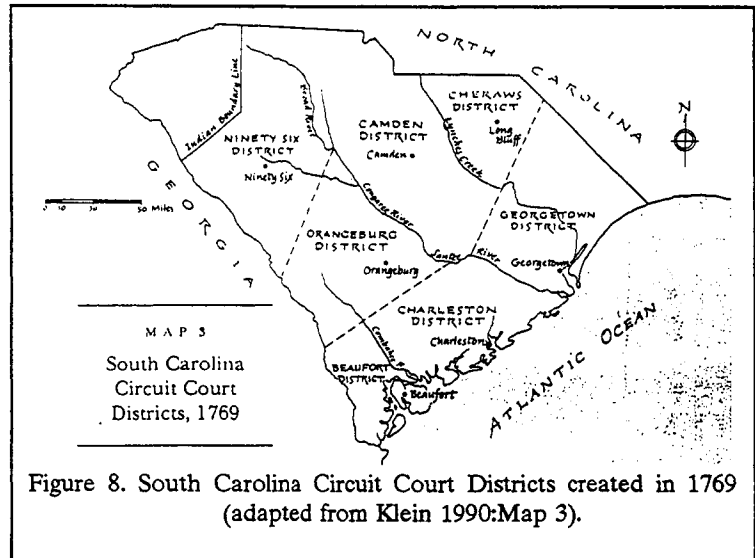 NORTH CAROLINA
Indian Boundary Line
Broad River
CHERAWS
DISTRICT
Long
Bluff
CAMDEN
DISTRICT
Camden
Lynches Creek
N
NINETY SIX
DISTRICT
Ninety Six
GEORGIA
0 10 30 50 Miles
Congaree River
GEORGETOWN
DISTRICT
Georgetown
ORANGEBURG
DISTRICT
Orangeburg
Santee River
CHARLESTON
DISTRICT
Charleston
Combahee R.
BEAUFORT
DISTRICT
Beaufort
ATLANTIC OCEAN
MAP 3
South Carolina
Circuit Court
Districts, 1769
Figure 8. South Carolina Circuit Court Districts created in 1769
(adapted from Klein 1990:Map 3).